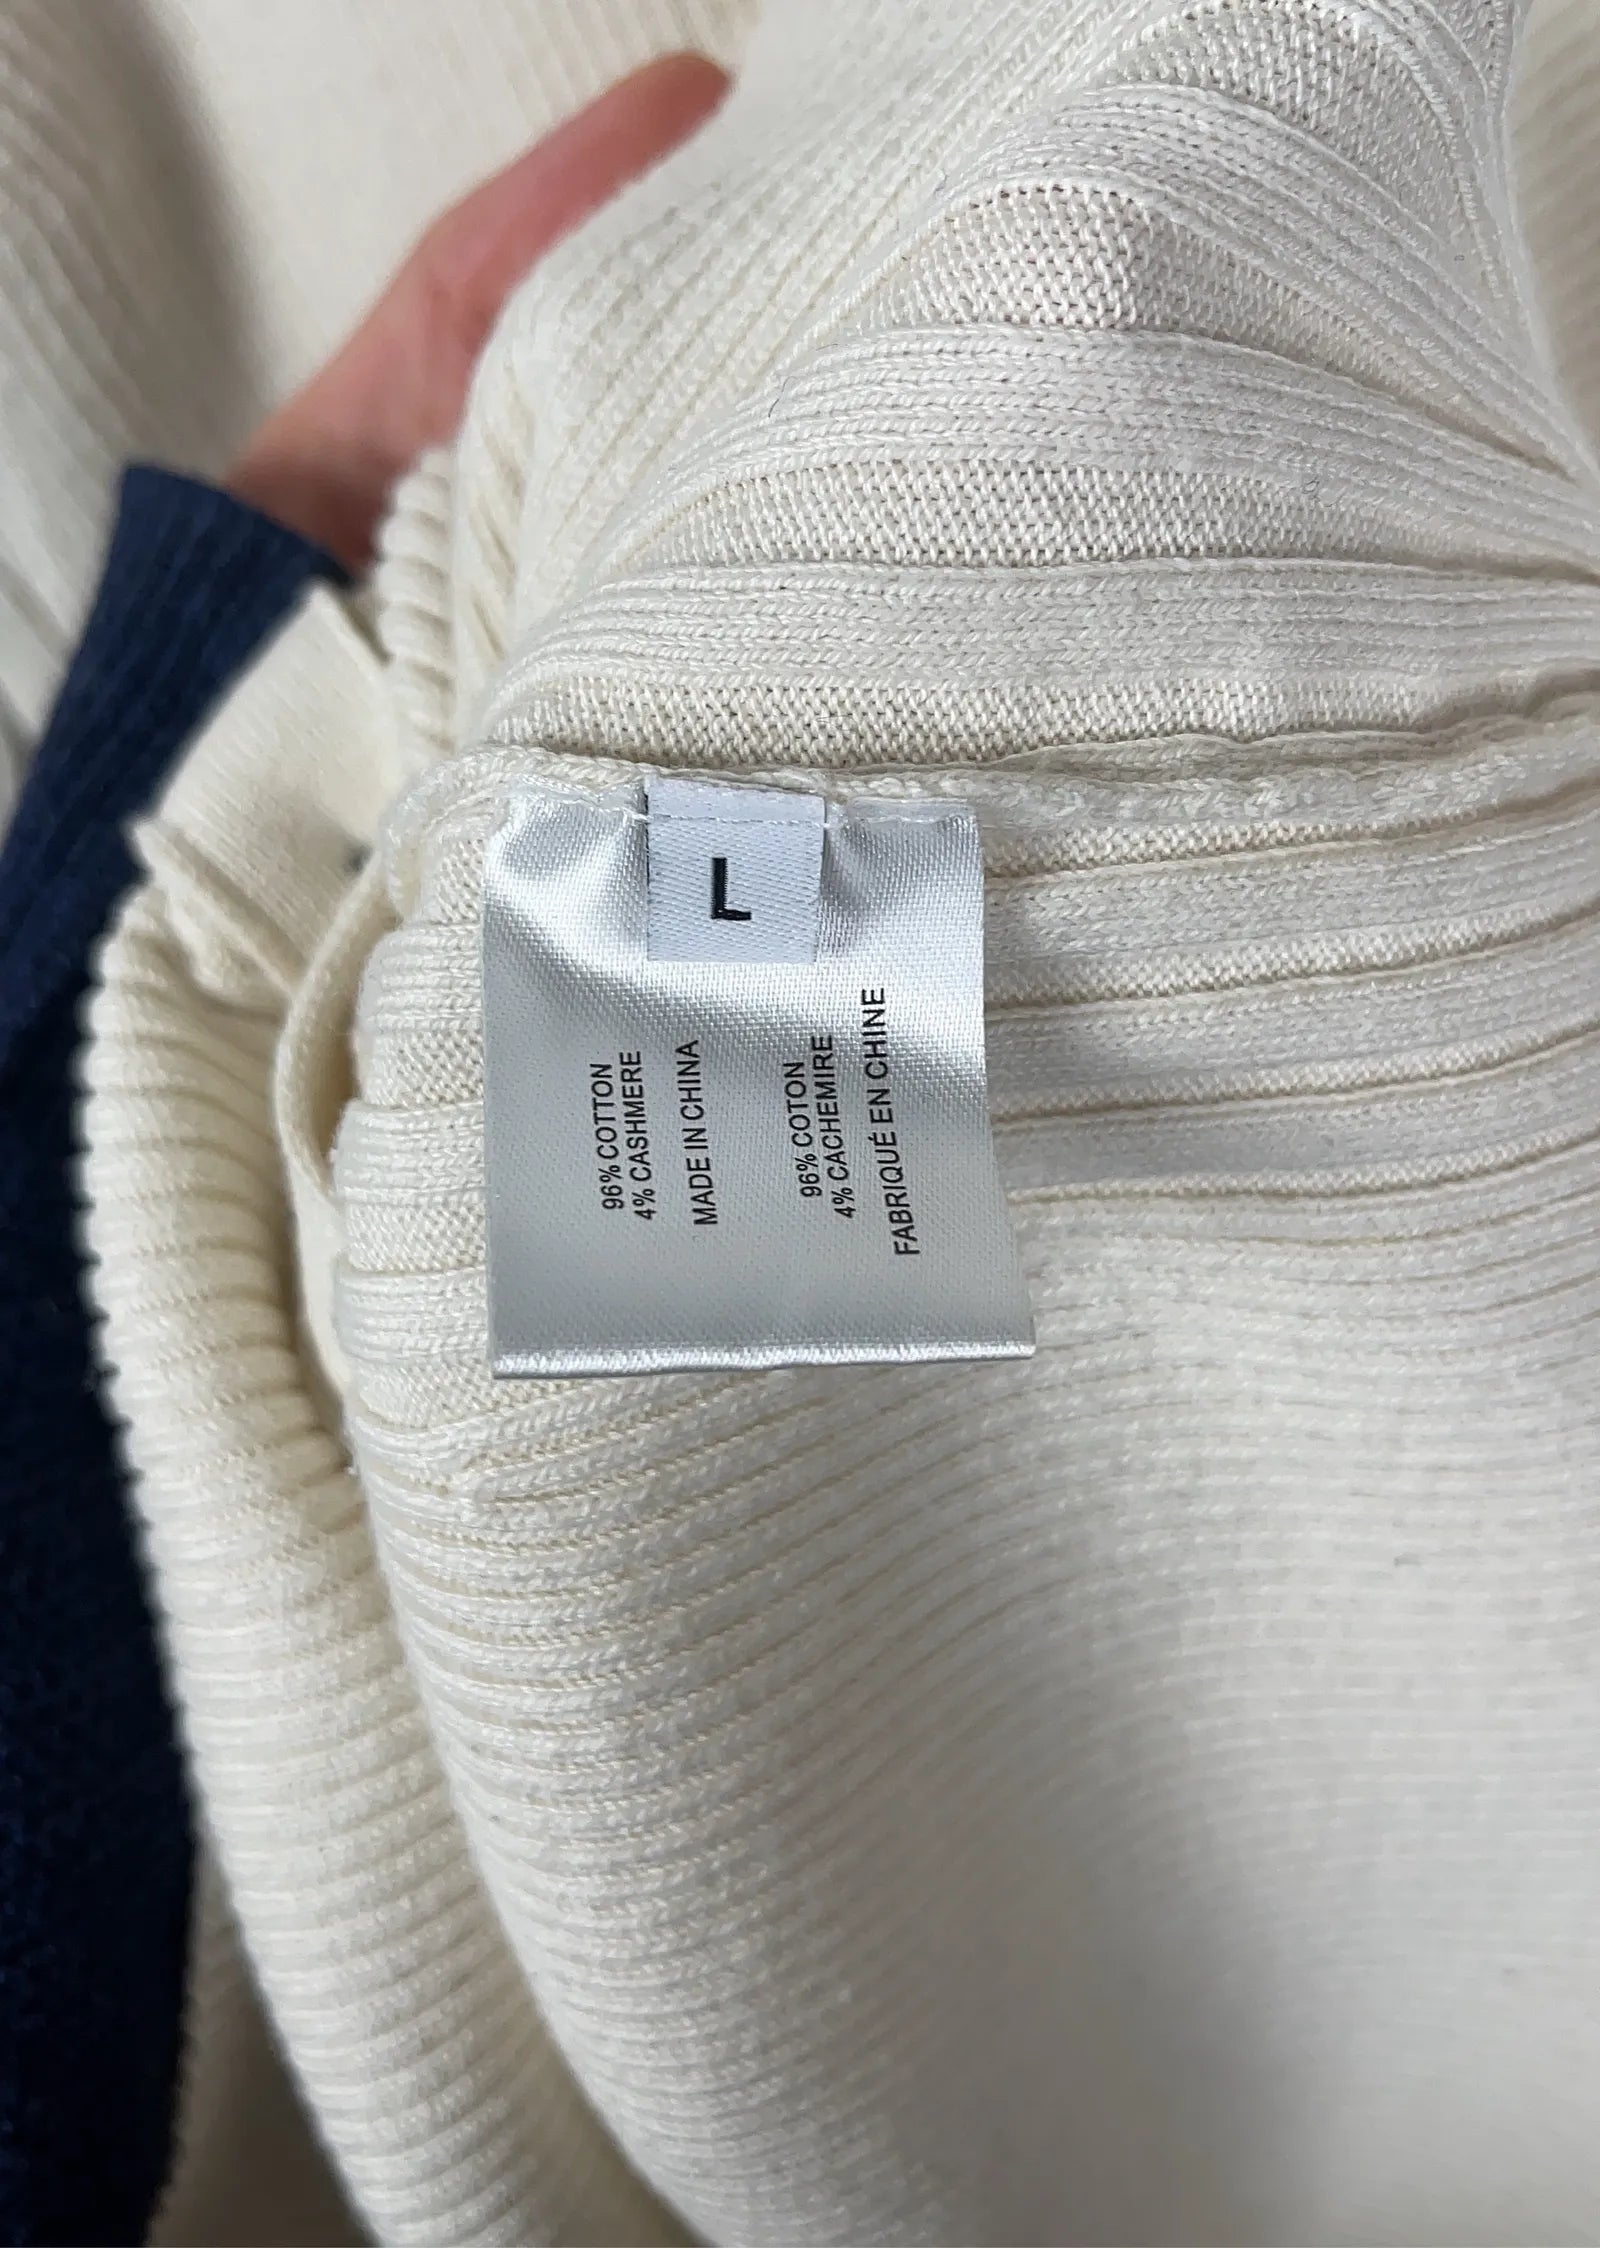 L
96% COTTON
4% CASHMERE
MADE IN CHINA
96% COTON
4% CACHEMIRE
FABRIQUÉ EN CHINE